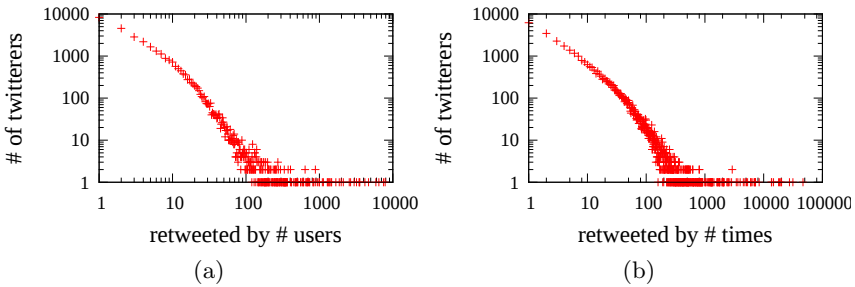 10000
1000
100
10
1
# of twitterers
1 10 100 1000 10000
retweeted by # users
(a)
10000
1000
100
10
1
# of twitterers
1 10 100 1000 10000 100000
retweeted by # times
(b)